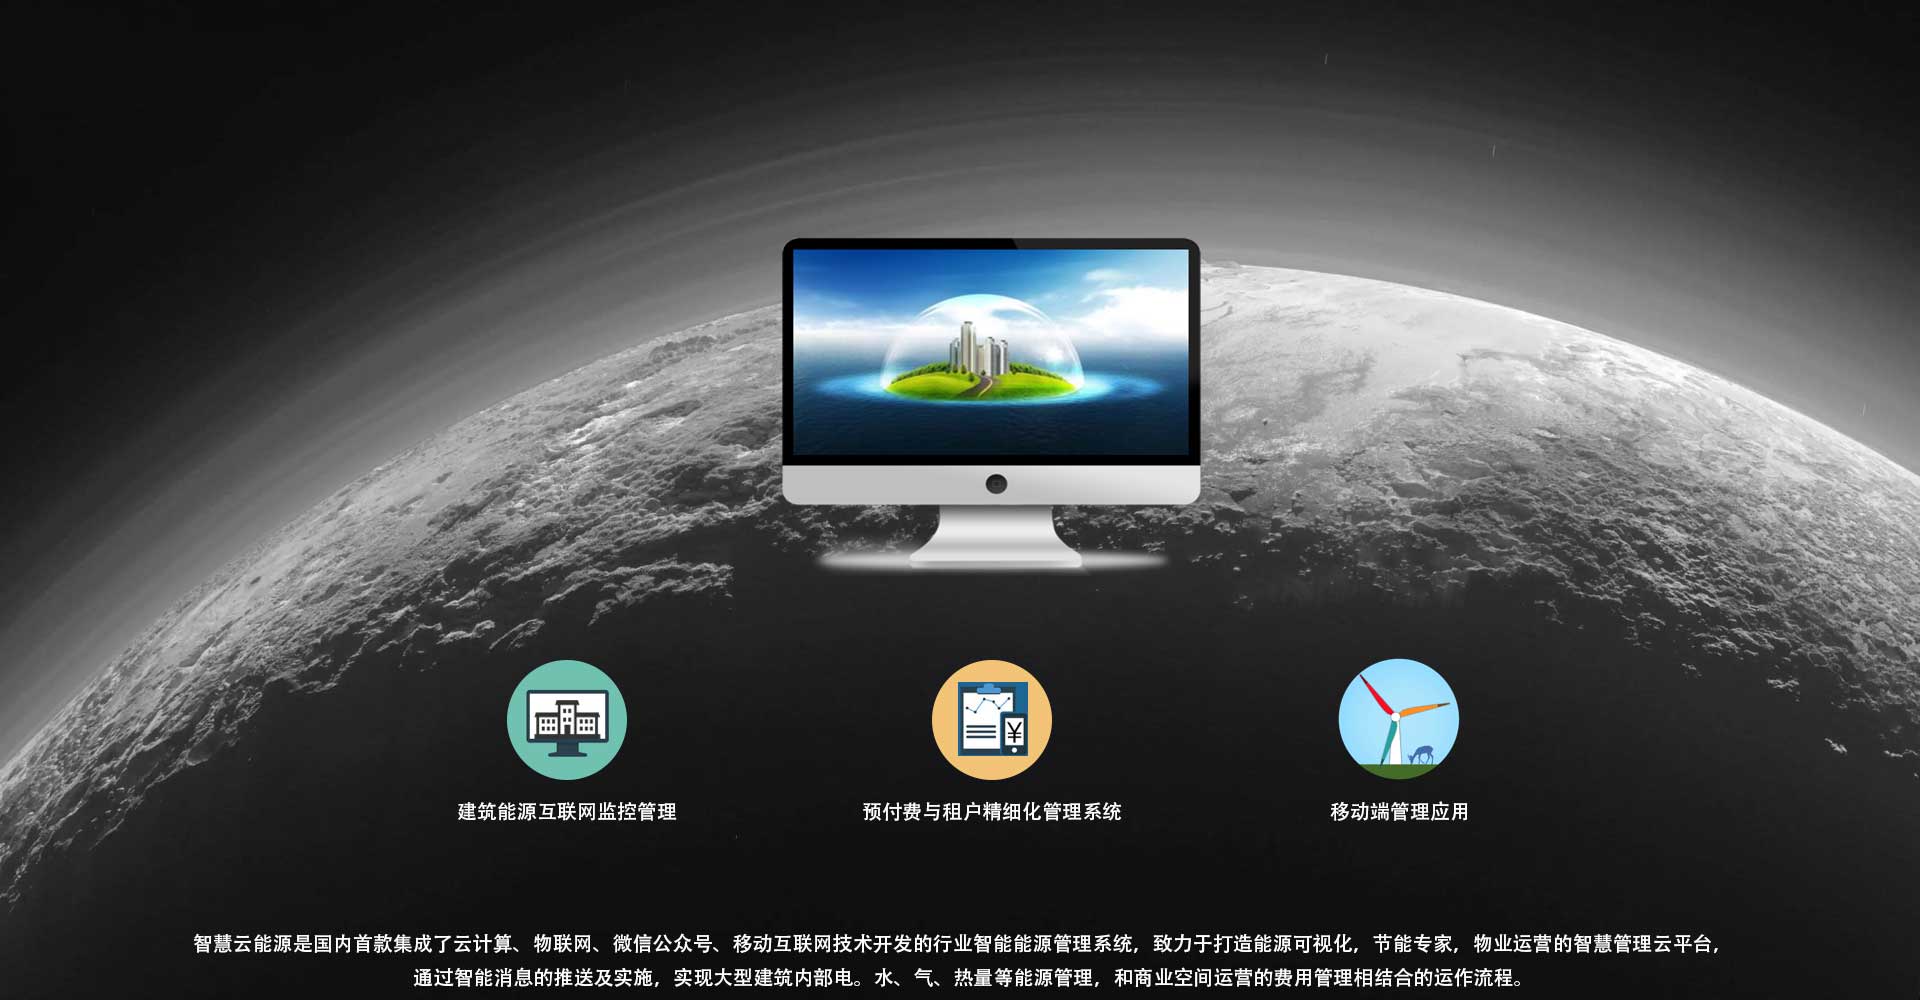 ¥
建筑能源互联网监控管理
预付费与租户精细化管理系统
移动端管理应用
智慧云能源是国内首款集成了云计算、物联网、微信公众号、移动互联网技术开发的行业智能能源管理系统，致力于打造能源可视化，节能专家，物业运营的智慧管理云平台，
通过智能消息的推送及实施，实现大型建筑内部电。水、气、热量等能源管理，和商业空间运营的费用管理相结合的运作流程。